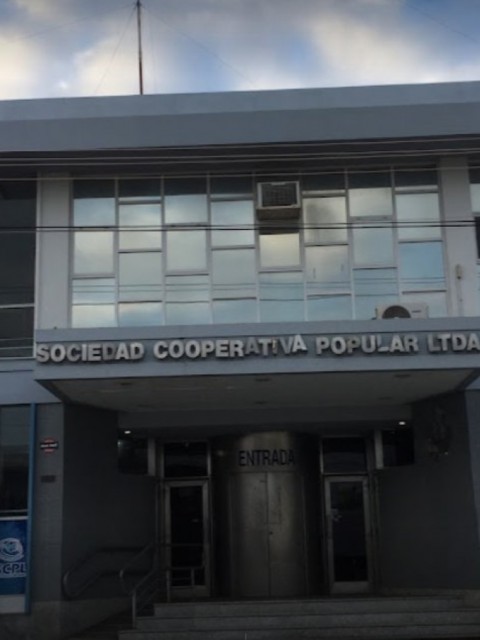 SOCIEDAD COOPERATIVA POPULAR LTDA
ENTRADA
S.C.P.L